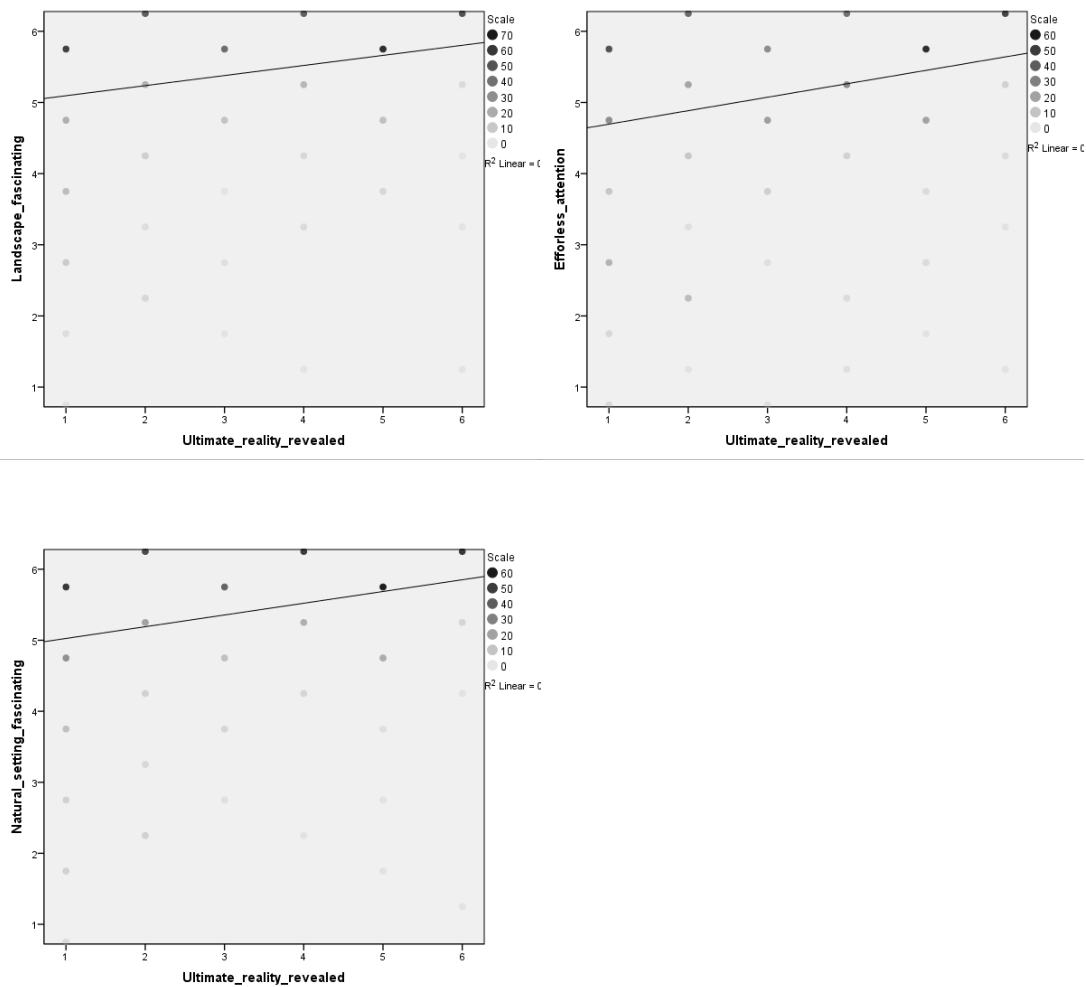 Scale
70
60
50
40
30
20
10
0
R2 Linear = 0
6
5
4
3
2
1
Landscape_fascinating
1 2 3 4 5 6
Ultimate_reality_revealed
Scale
60
50
40
30
20
10
0
R2 Linear = 0
6
5
4
3
2
1
Efforless_attention
1 2 3 4 5 6
Ultimate_reality_revealed
Scale
60
50
40
30
20
10
0
R2 Linear = 0
6
5
4
3
2
1
Natural_setting_fascinating
1 2 3 4 5 6
Ultimate_reality_revealed